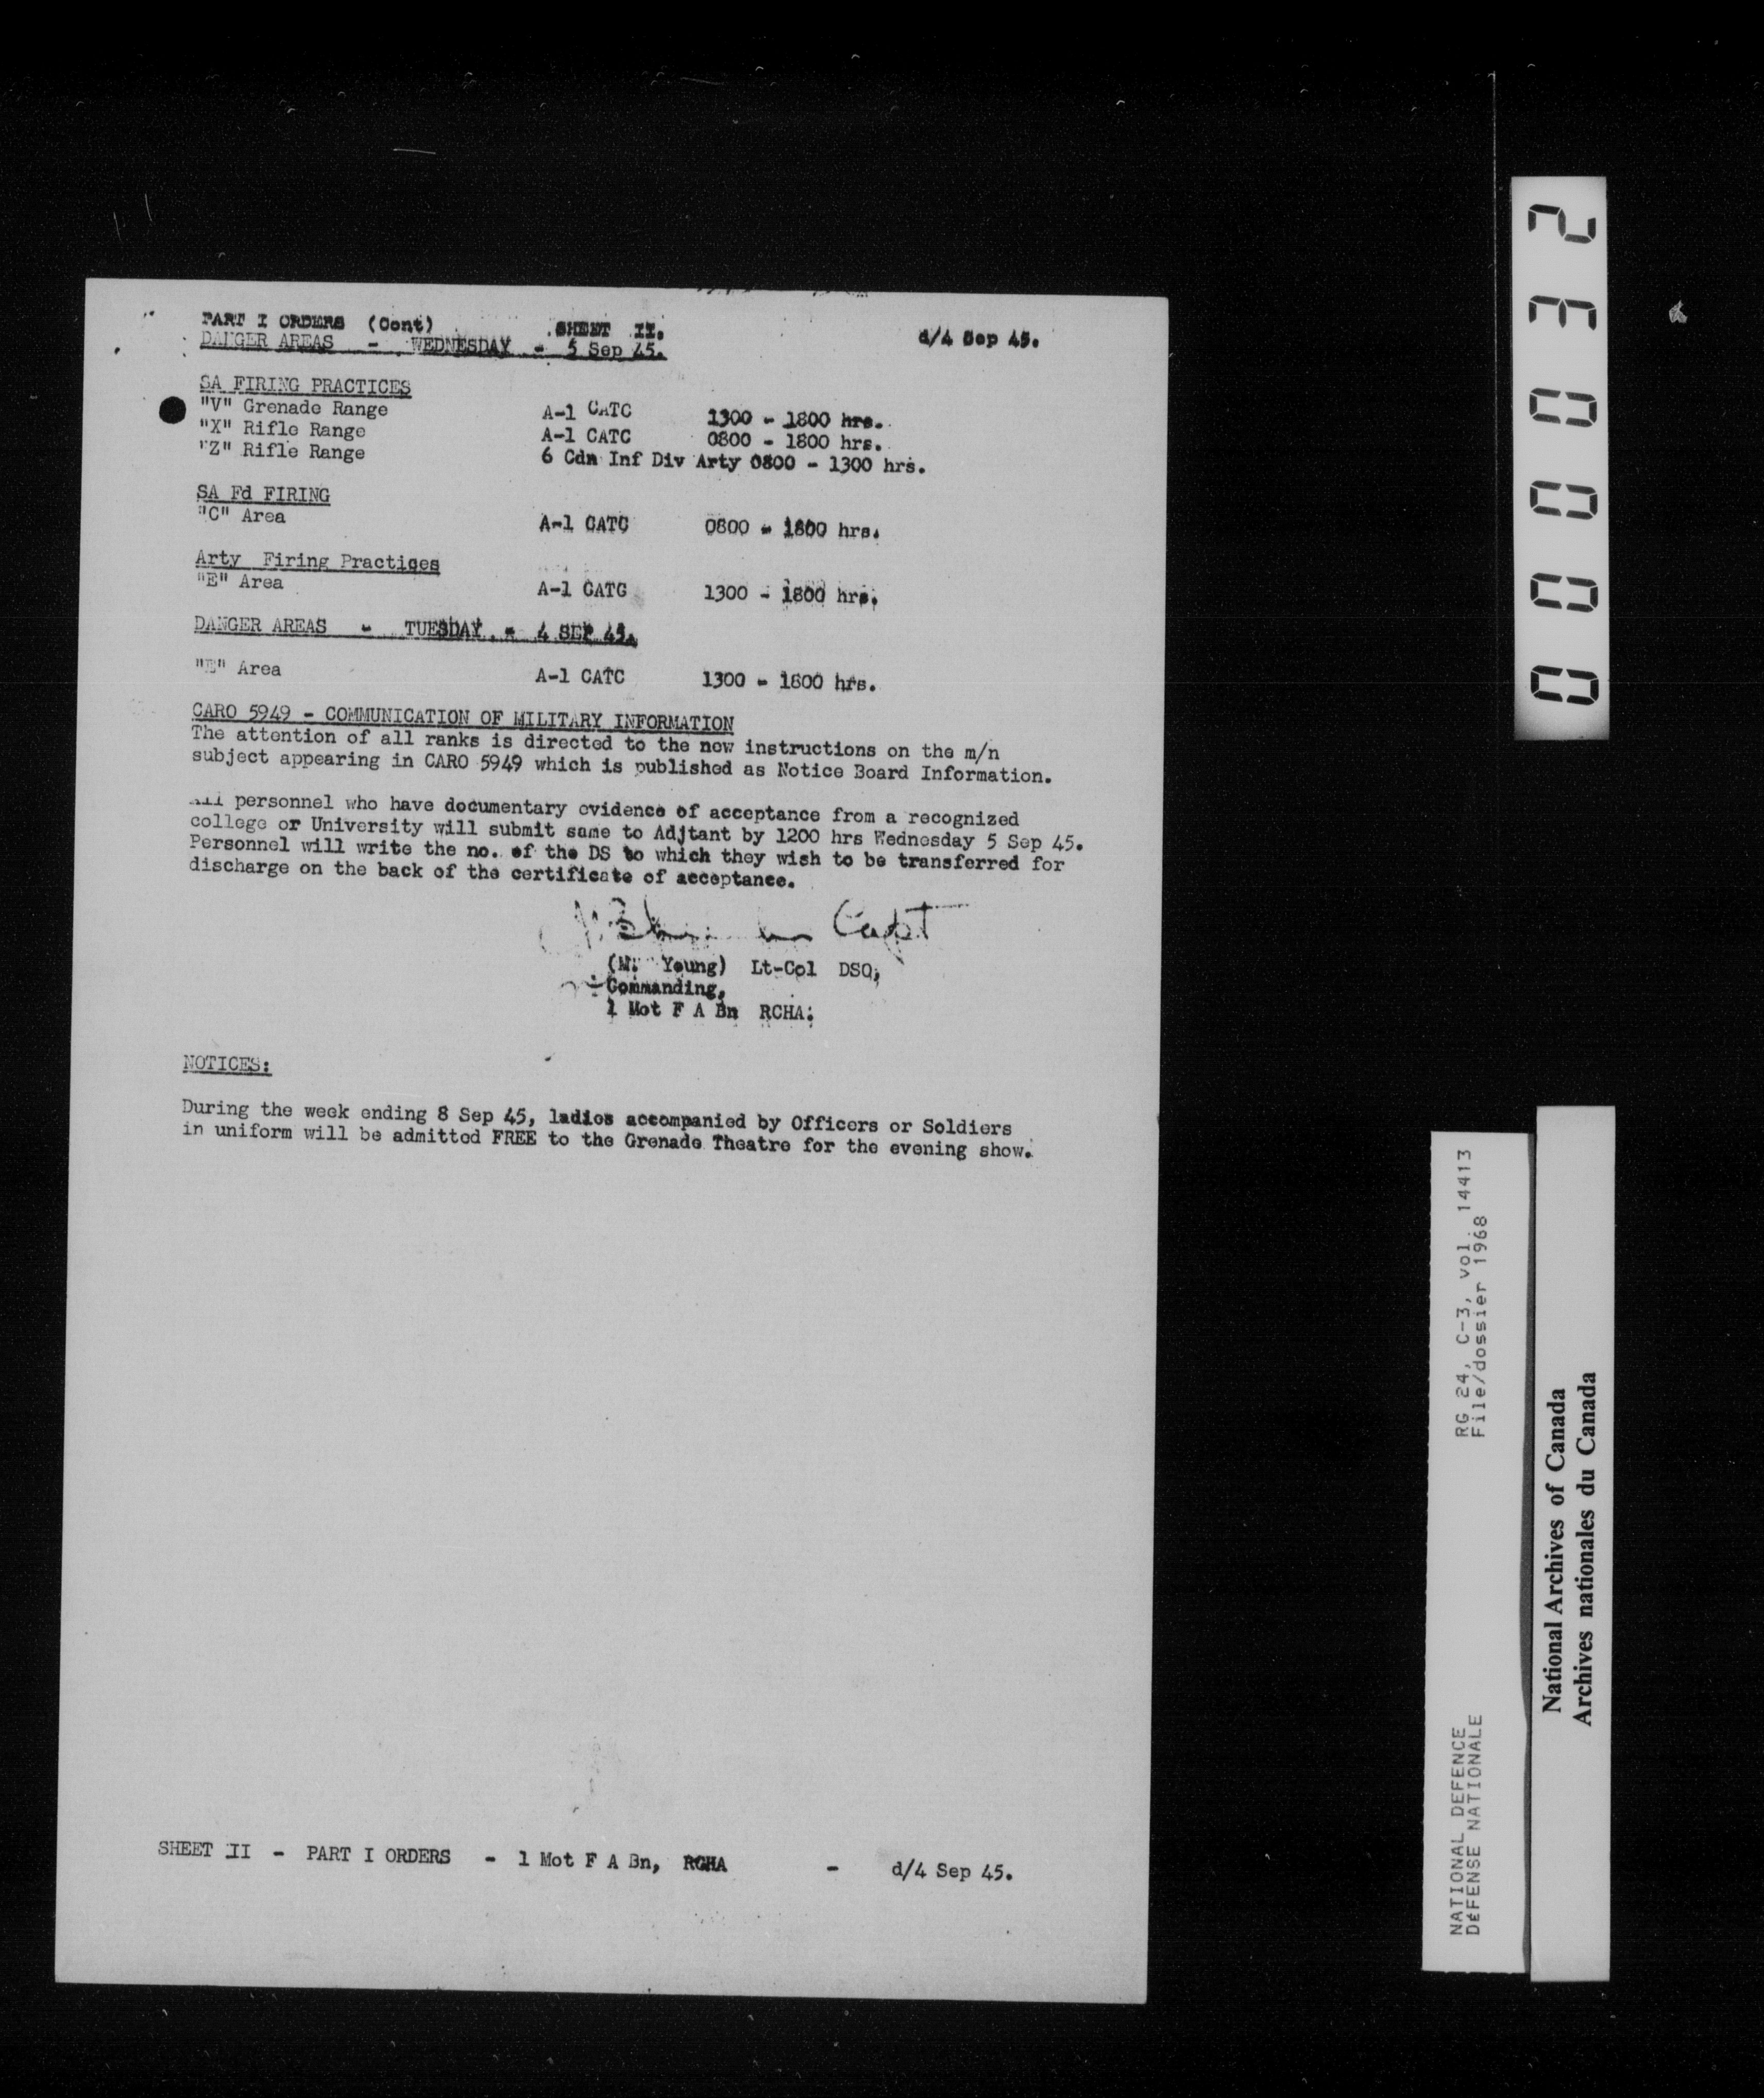 PART I ORDERS (Cont) SHEET II. d/4 Sep 45.
DANGER AREAS - WEDNESDAY - 5 Sep 45.
SA FIRING PRACTICES
"V" Grenade Range A-1 CATC 1300 - 1800 hrs.
"X" Rifle Range A-1 CATC 0800 - 1800 hrs.
"Z" Rifle Range 6 Cdn Inf Div Arty 0800 - 1300 hrs.
SA Fd FIRING
"C" Area A-1 CATC 0800 - 1800 hrs.
Arty Firing Practices
"E" Area A-1 CATC 1300 - 1800 hrs.
DANGER AREAS - TUESDAY - 4 SEP 45.
"E" Area A-1 CATC 1300 - 1800 hrs.
CARO 5949 - COMMUNICATION OF MILITARY INFORMATION
The attention of all ranks is directed to the new instructions on the m/n
subject appearing in CARO 5949 which is published as Notice Board Information.
All personnel who have documentary evidence of acceptance from a recognized
college or University will submit same to Adjtant by 1200 hrs Wednesday 5 Sep 45.
Personnel will write the no. of the DS to which they wish to be transferred for
discharge on the back of the certificate of acceptance.
Capt
(M. Young) Lt-Col DSO,
Commanding,
1 Mot F A Bn RCHA.
NOTICES:
During the week ending 8 Sep 45, ladies accompanied by Officers or Soldiers
in uniform will be admitted FREE to the Grenade Theatre for the evening show.
SHEET II - PART I ORDERS - 1 Mot F A Bn, RCHA - d/4 Sep 45.
000032
NATIONAL DEFENCE RG 24, C-3, vol. 14413
DÉFENSE NATIONALE File/dossier 1968
National Archives of Canada
Archives nationales du Canada